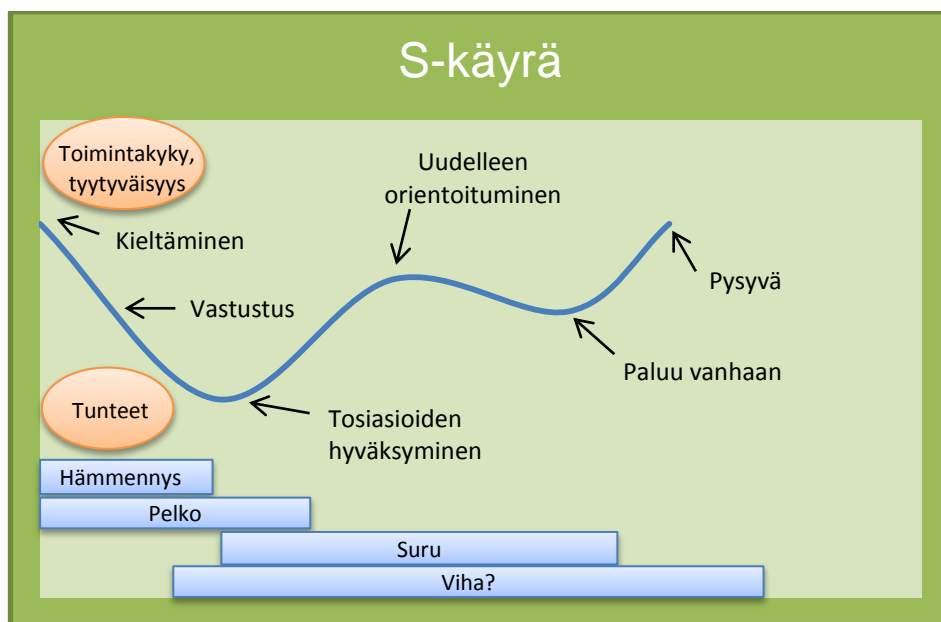 S-käyrä
Toimintakyky,
tyytyväisyys
Uudelleen
orientoituminen
Kieltäminen
Pysyvä
Vastustus
Paluu vanhaan
Tunteet
Tosiasioiden
hyväksyminen
Hämmennys
Pelko
Suru
Viha?